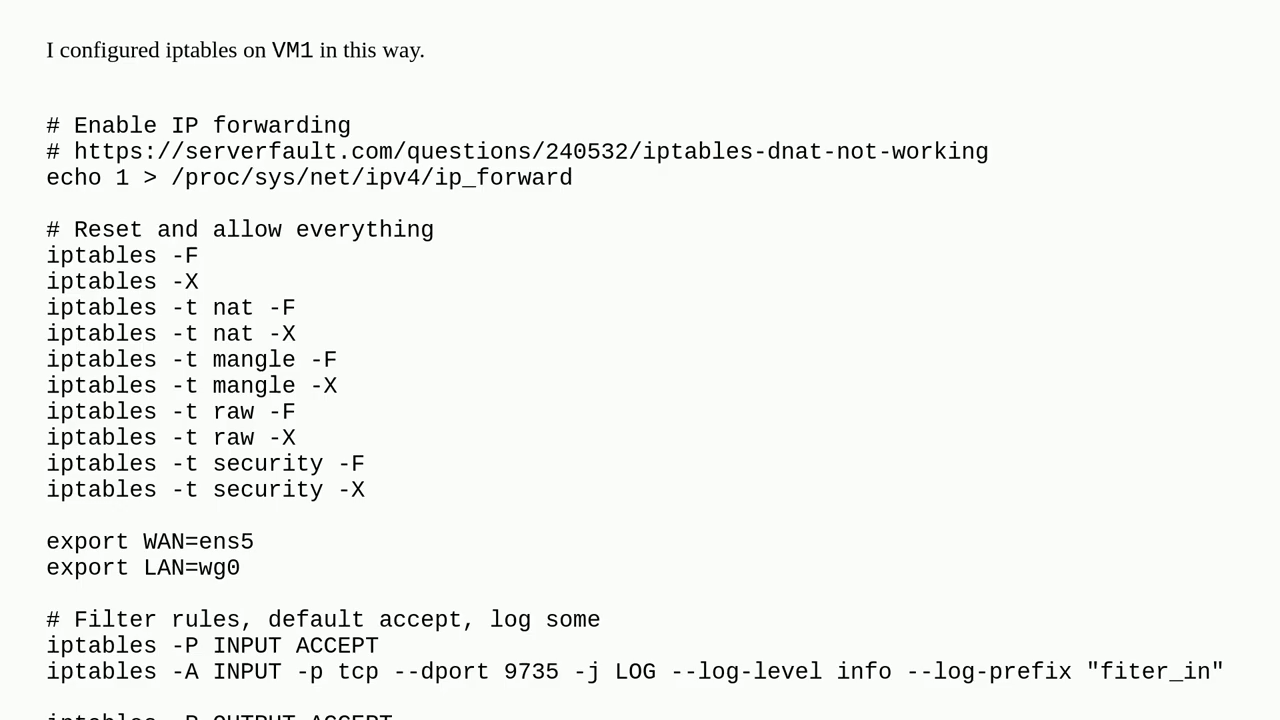 I configured iptables on VM1 in this way.
# Enable IP forwarding
# https://serverfault.com/questions/240532/iptables-dnat-not-working
echo 1 > /proc/sys/net/ipv4/ip_forward
# Reset and allow everything
iptables -F
iptables -X
iptables -t nat -F
iptables -t nat -X
iptables -t mangle -F
iptables -t mangle -X
iptables -t raw -F
iptables -t raw -X
iptables -t security -F
iptables -t security -X
export WAN=ens5
export LAN=wg0
# Filter rules, default accept, log some
iptables -P INPUT ACCEPT
iptables -A INPUT -p tcp --dport 9735 -j LOG --log-level info --log-prefix "fiter_in"
iptables -P OUTPUT ACCEPT